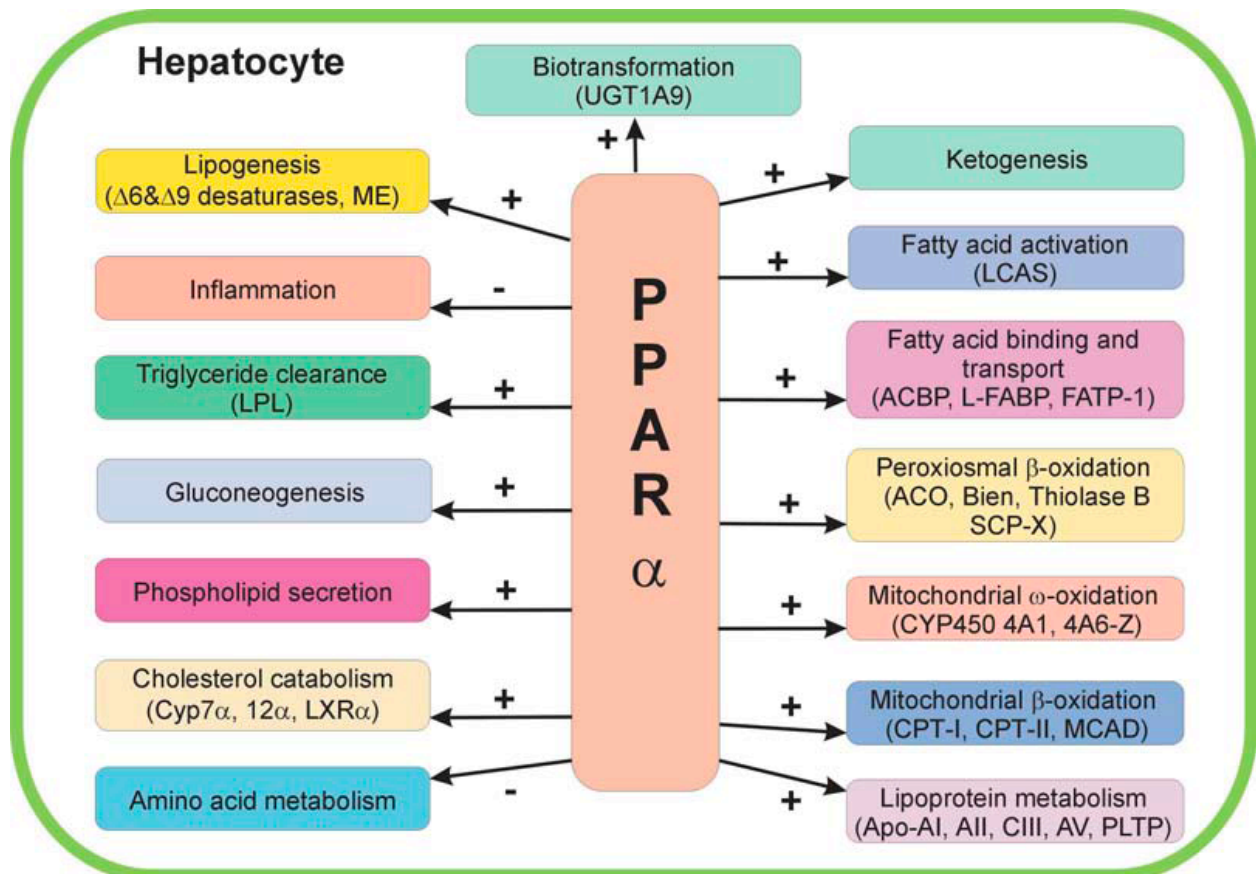 Hepatocyte
Biotransformation
(UGT1A9)
+
Lipogenesis
(Δ6&Δ9 desaturases, ME)
+
Inflammation
-
Triglyceride clearance
(LPL)
+
Gluconeogenesis
+
Phospholipid secretion
+
Cholesterol catabolism
(Cyp7α, 12α, LXRα)
+
Amino acid metabolism
-
P
P
A
R
α
+
Ketogenesis
+
Fatty acid activation
(LCAS)
+
Fatty acid binding and
transport
(ACBP, L-FABP, FATP-1)
+
Peroxiosmal β-oxidation
(ACO, Bien, Thiolase B
SCP-X)
+
Mitochondrial ω-oxidation
(CYP450 4A1, 4A6-Z)
+
Mitochondrial β-oxidation
(CPT-I, CPT-II, MCAD)
+
Lipoprotein metabolism
(Apo-AI, AII, CIII, AV, PLTP)